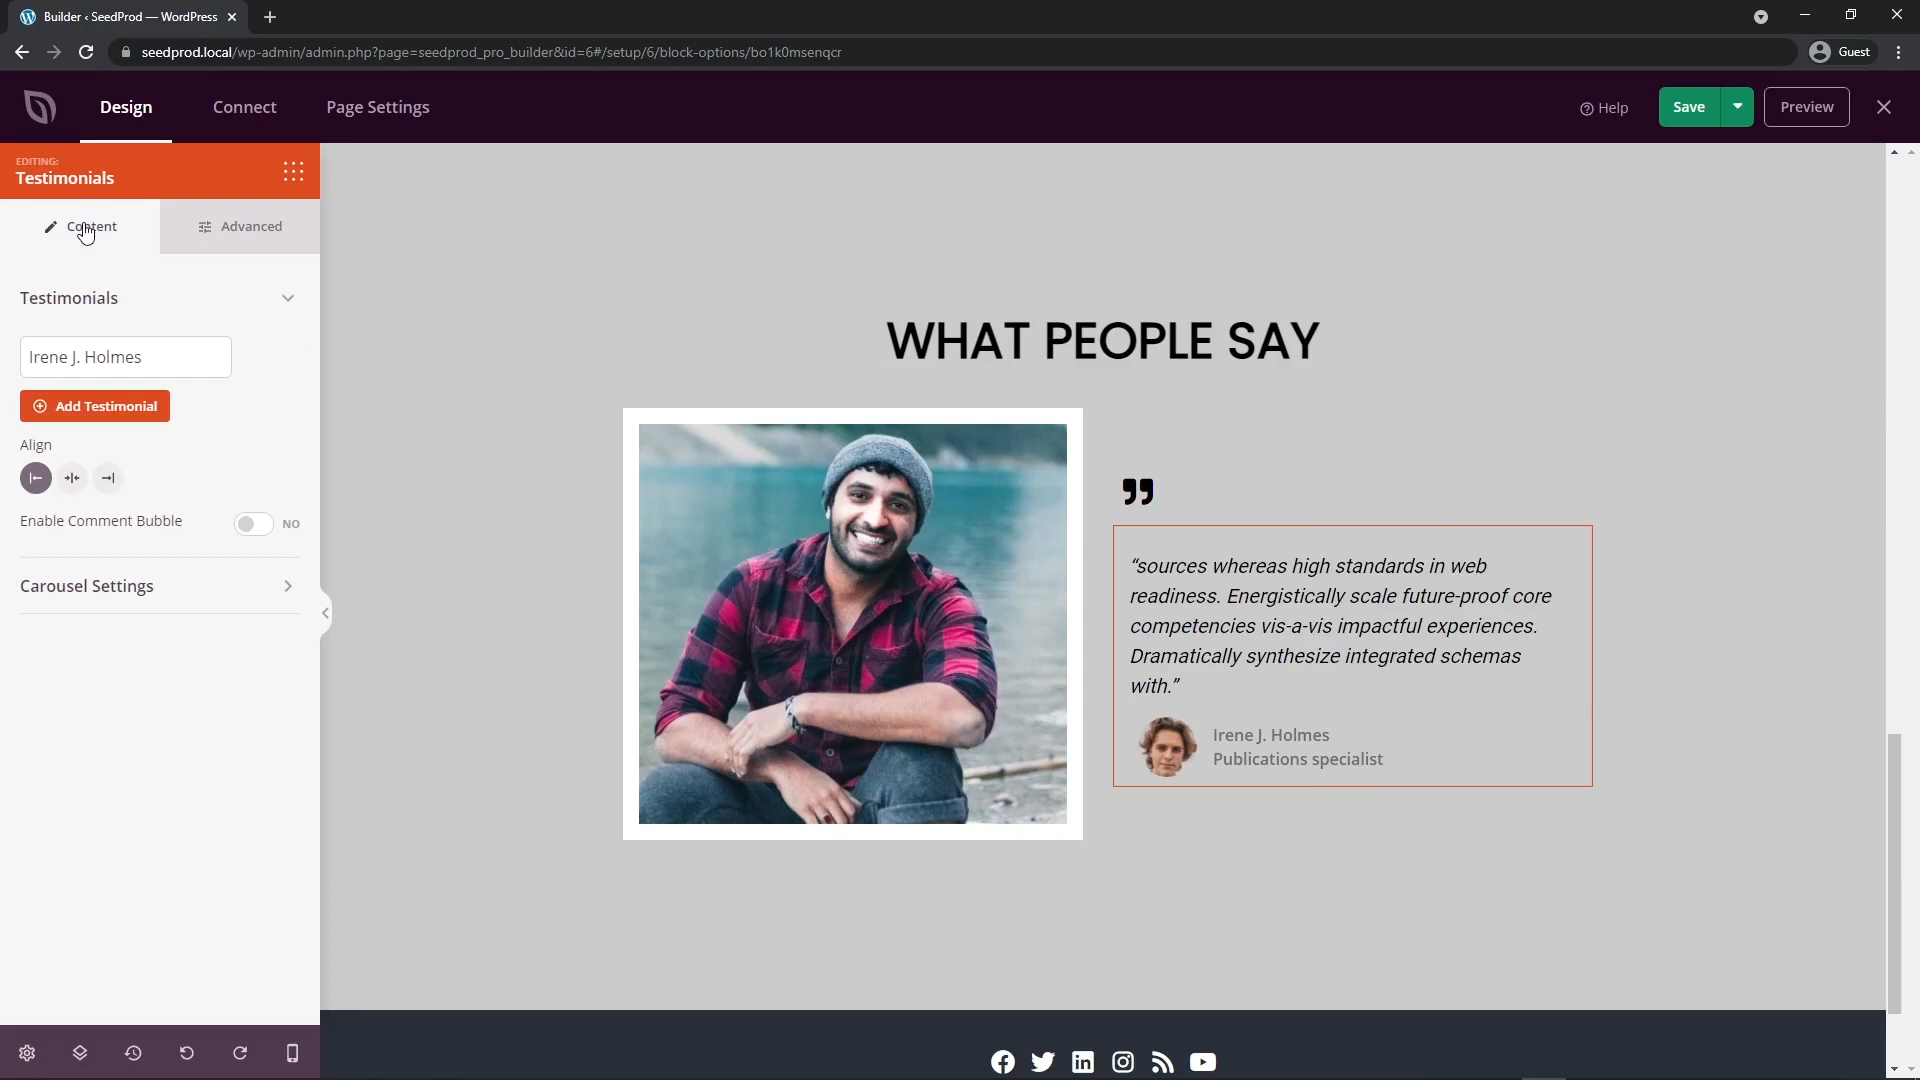 Builder ‹ SeedProd — WordPress
seedprod.local/wp-admin/admin.php?page=seedprod_pro_builder&id=6#/setup/6/block-options/bo1k0msenqcr
Guest
Design
Connect
Page Settings
Help
Save
Preview
EDITING:
Testimonials
Content
Advanced
Testimonials
Irene J. Holmes
Add Testimonial
Align
Enable Comment Bubble
NO
Carousel Settings
WHAT PEOPLE SAY
“sources whereas high standards in web
readiness. Energistically scale future-proof core
competencies vis-a-vis impactful experiences.
Dramatically synthesize integrated schemas
with.”
Irene J. Holmes
Publications specialist